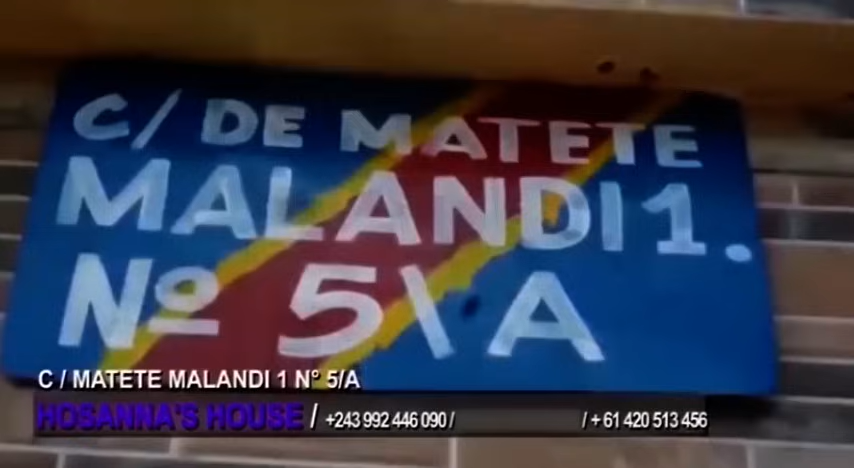 C/ DE MATETE
MALANDI 1.
Nº 5\A
C / MATETE MALANDI 1 N° 5/A
HOSANNA'S HOUSE / +243 992 446 090 / / + 61 420 513 456